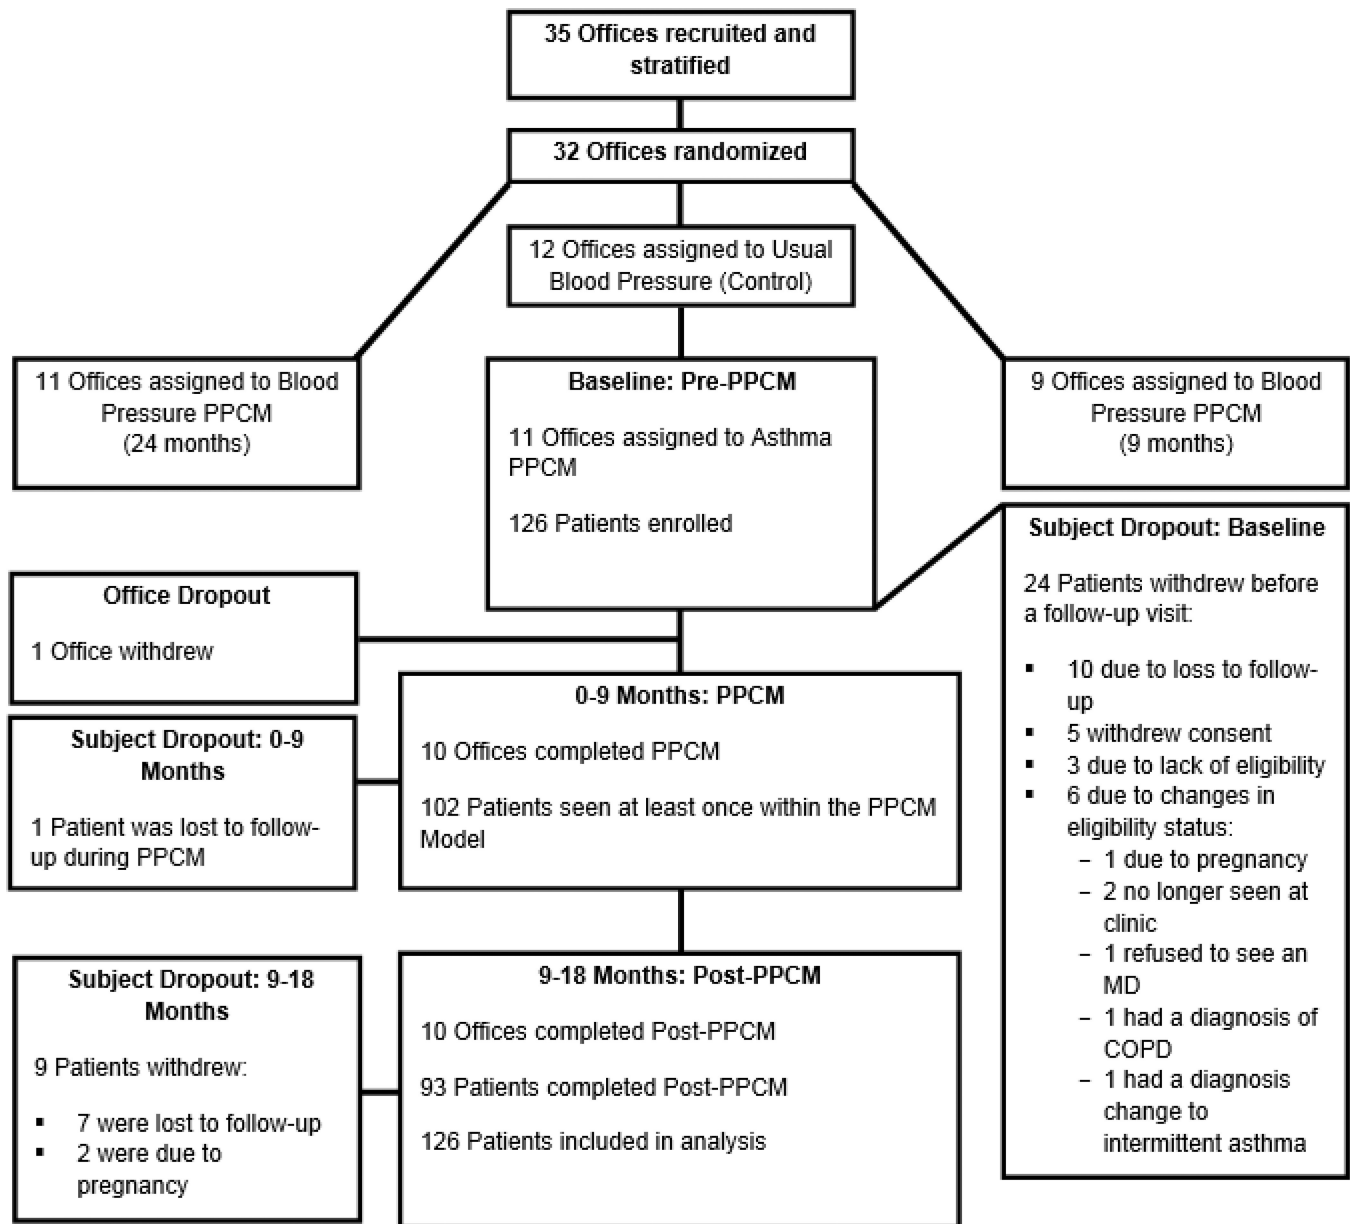 35 Offices recruited and
stratified
32 Offices randomized
12 Offices assigned to Usual
Blood Pressure (Control)
11 Offices assigned to Blood
Pressure PPCM
(24 months)
Baseline: Pre-PPCM
11 Offices assigned to Asthma
PPCM
126 Patients enrolled
9 Offices assigned to Blood
Pressure PPCM
(9 months)
Subject Dropout: Baseline
24 Patients withdrew before
a follow-up visit:
▪ 10 due to loss to follow-
up
▪ 5 withdrew consent
▪ 3 due to lack of eligibility
▪ 6 due to changes in
eligibility status:
– 1 due to pregnancy
– 2 no longer seen at
clinic
– 1 refused to see an
MD
– 1 had a diagnosis of
COPD
– 1 had a diagnosis
change to
intermittent asthma
Office Dropout
1 Office withdrew
0-9 Months: PPCM
10 Offices completed PPCM
102 Patients seen at least once within the PPCM
Model
Subject Dropout: 0-9
Months
1 Patient was lost to follow-
up during PPCM
9-18 Months: Post-PPCM
10 Offices completed Post-PPCM
93 Patients completed Post-PPCM
126 Patients included in analysis
Subject Dropout: 9-18
Months
9 Patients withdrew:
▪ 7 were lost to follow-up
▪ 2 were due to
pregnancy